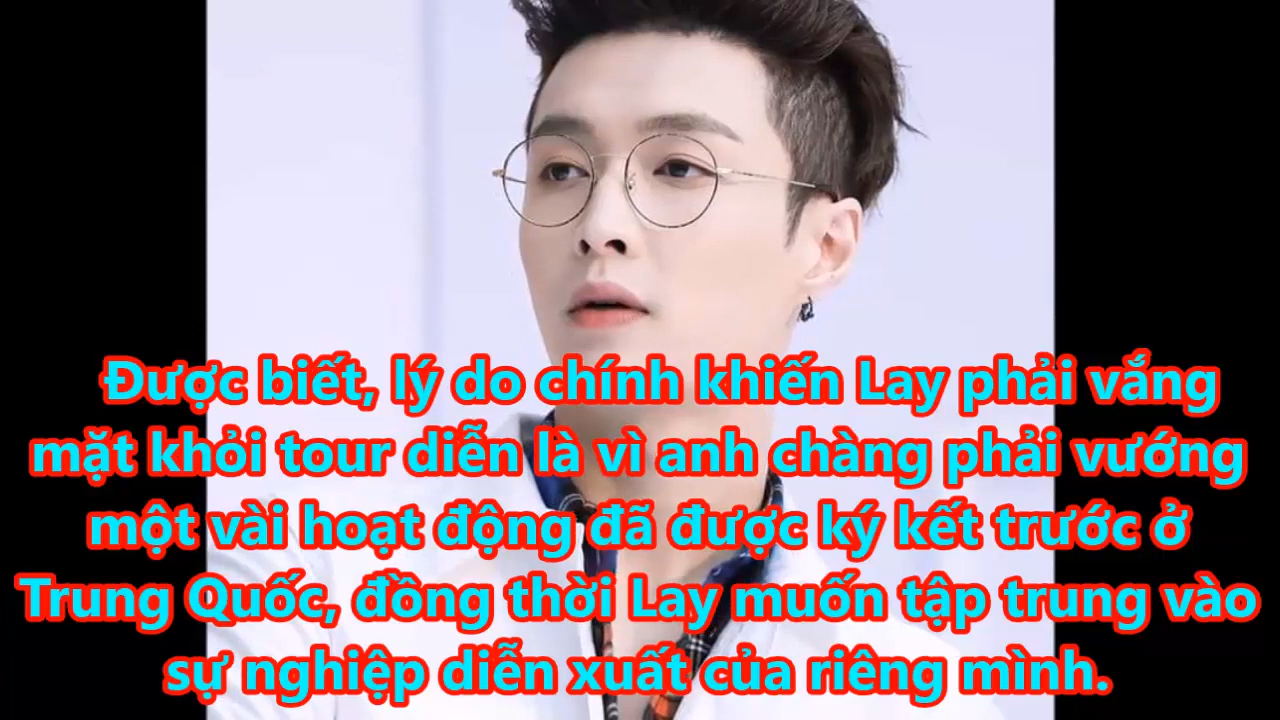 Được biết, lý do chính khiến Lay phải vắng
mặt khỏi tour diễn là vì anh chàng phải vướng
một vài hoạt động đã được ký kết trước ở
Trung Quốc, đồng thời Lay muốn tập trung vào
sự nghiệp diễn xuất của riêng mình.